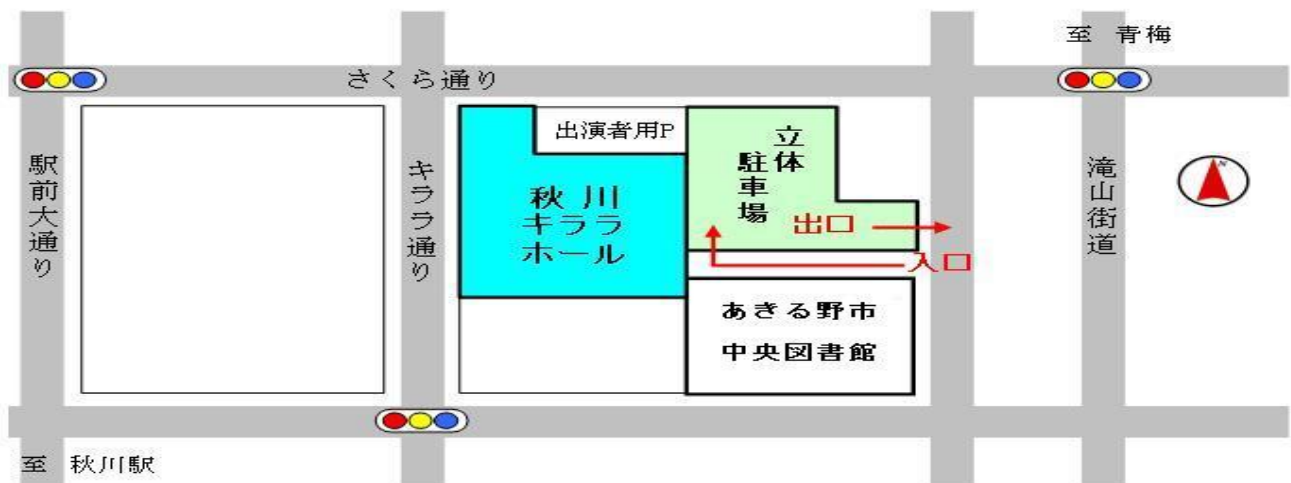 至 青梅
さくら通り
出演者用P
立体
駐車場
駅前大通り
キララ通り
滝山街道
N
秋川
キララ
ホール
出口
入口
あきる野市
中央図書館
至 秋川駅